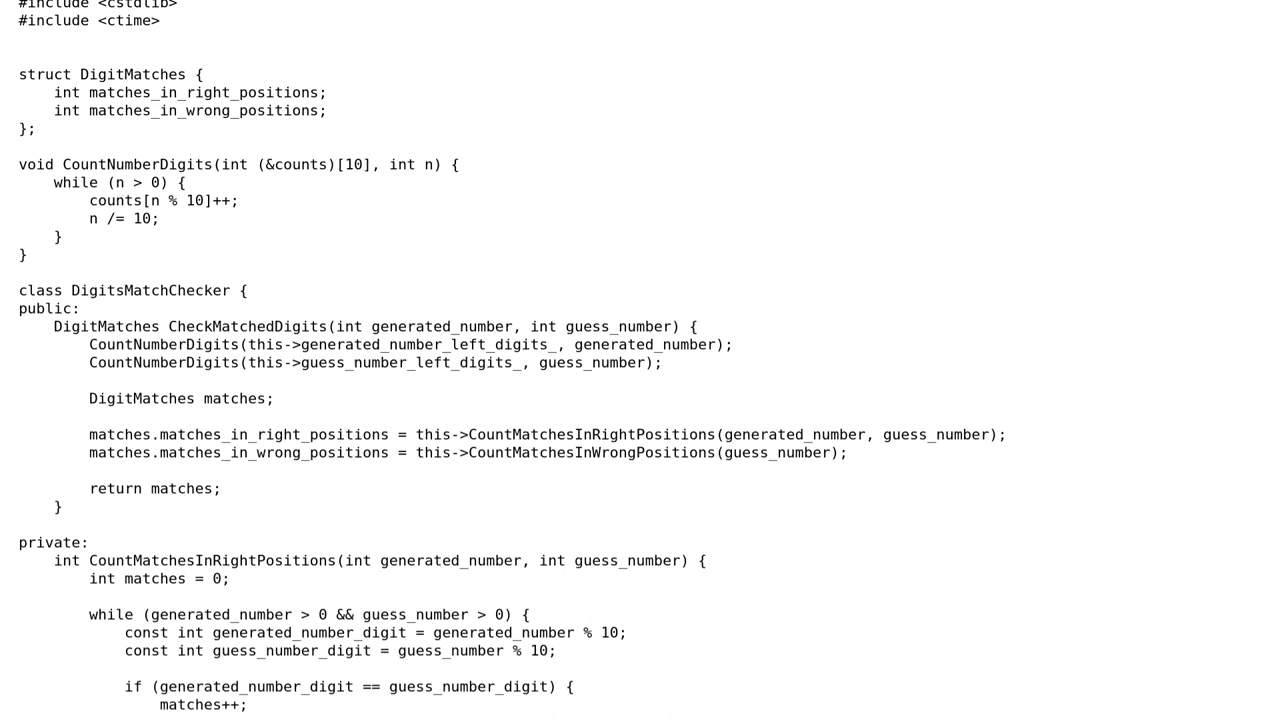 #include <cstdlib>
#include <ctime>
struct DigitMatches {
    int matches_in_right_positions;
    int matches_in_wrong_positions;
};
void CountNumberDigits(int (&counts)[10], int n) {
    while (n > 0) {
        counts[n % 10]++;
        n /= 10;
    }
}
class DigitsMatchChecker {
public:
    DigitMatches CheckMatchedDigits(int generated_number, int guess_number) {
        CountNumberDigits(this->generated_number_left_digits_, generated_number);
        CountNumberDigits(this->guess_number_left_digits_, guess_number);
        DigitMatches matches;
        matches.matches_in_right_positions = this->CountMatchesInRightPositions(generated_number, guess_number);
        matches.matches_in_wrong_positions = this->CountMatchesInWrongPositions(guess_number);
        return matches;
    }
private:
    int CountMatchesInRightPositions(int generated_number, int guess_number) {
        int matches = 0;
        while (generated_number > 0 && guess_number > 0) {
            const int generated_number_digit = generated_number % 10;
            const int guess_number_digit = guess_number % 10;
            if (generated_number_digit == guess_number_digit) {
                matches++;